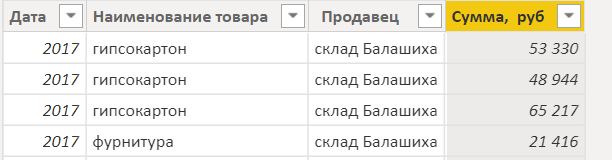 Дата Наименование товара Продавец Сумма, руб
2017 гипсокартон склад Балашиха 53 330
2017 гипсокартон склад Балашиха 48 944
2017 гипсокартон склад Балашиха 65 217
2017 фурнитура склад Балашиха 21 416